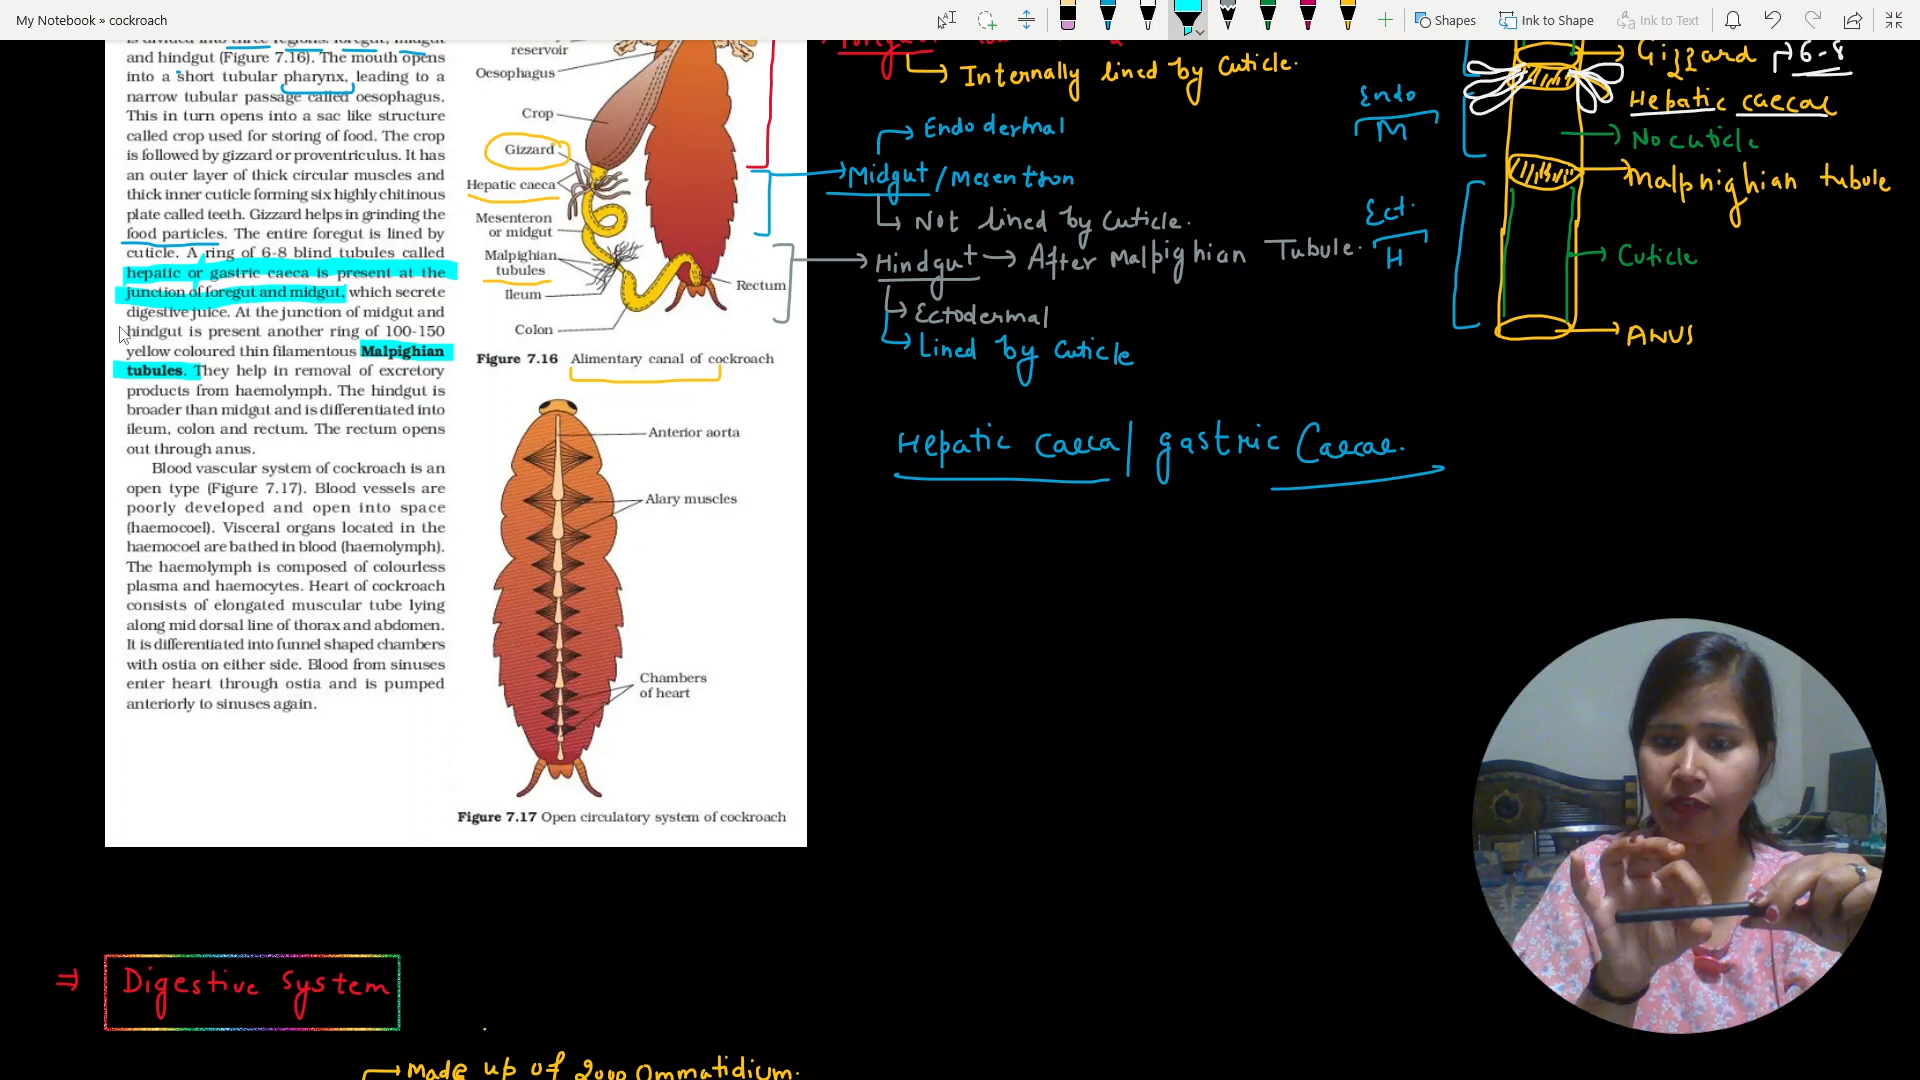 My Notebook » cockroach
Shapes
Ink to Shape
Ink to Text
and hindgut (Figure 7.16). The mouth opens
into a short tubular pharynx, leading to a
narrow tubular passage called oesophagus.
This in turn opens into a sac like structure
called crop used for storing of food. The crop
is followed by gizzard or proventriculus. It has
an outer layer of thick circular muscles and
thick inner cuticle forming six highly chitinous
plate called teeth. Gizzard helps in grinding the
food particles. The entire foregut is lined by
cuticle. A ring of 6-8 blind tubules called
hepatic or gastric caeca is present at the
junction of foregut and midgut, which secrete
digestive juice. At the junction of midgut and
hindgut is present another ring of 100-150
yellow coloured thin filamentous Malpighian
tubules. They help in removal of excretory
products from haemolymph. The hindgut is
broader than midgut and is differentiated into
ileum, colon and rectum. The rectum opens
out through anus.
Blood vascular system of cockroach is an
open type (Figure 7.17). Blood vessels are
poorly developed and open into space
(haemocoel). Visceral organs located in the
haemocoel are bathed in blood (haemolymph).
The haemolymph is composed of colourless
plasma and haemocytes. Heart of cockroach
consists of elongated muscular tube lying
along mid dorsal line of thorax and abdomen.
It is differentiated into funnel shaped chambers
with ostia on either side. Blood from sinuses
enter heart through ostia and is pumped
anteriorly to sinuses again.
reservoir
Oesophagus
Crop
Gizzard
Hepatic caeca
Mesenteron
or midgut
Malpighian
tubules
Ileum
Colon
Rectum
Figure 7.16 Alimentary canal of cockroach
Anterior aorta
Alary muscles
Chambers
of heart
Figure 7.17 Open circulatory system of cockroach
Internally lined by Cuticle.
Endodermal
Midgut / Mesentron
Not lined by Cuticle.
Hindgut → After Malpighian Tubule.
Ectodermal
Lined by Cuticle
Endo
M
Ect.
H
Gizzard
6-8
Hepatic caecae
No cuticle
Malphighian tubule
Cuticle
ANUS
Hepatic Caeca / gastric Caecae.
⇒ Digestive System
Made up of 2000 Ommatidium.